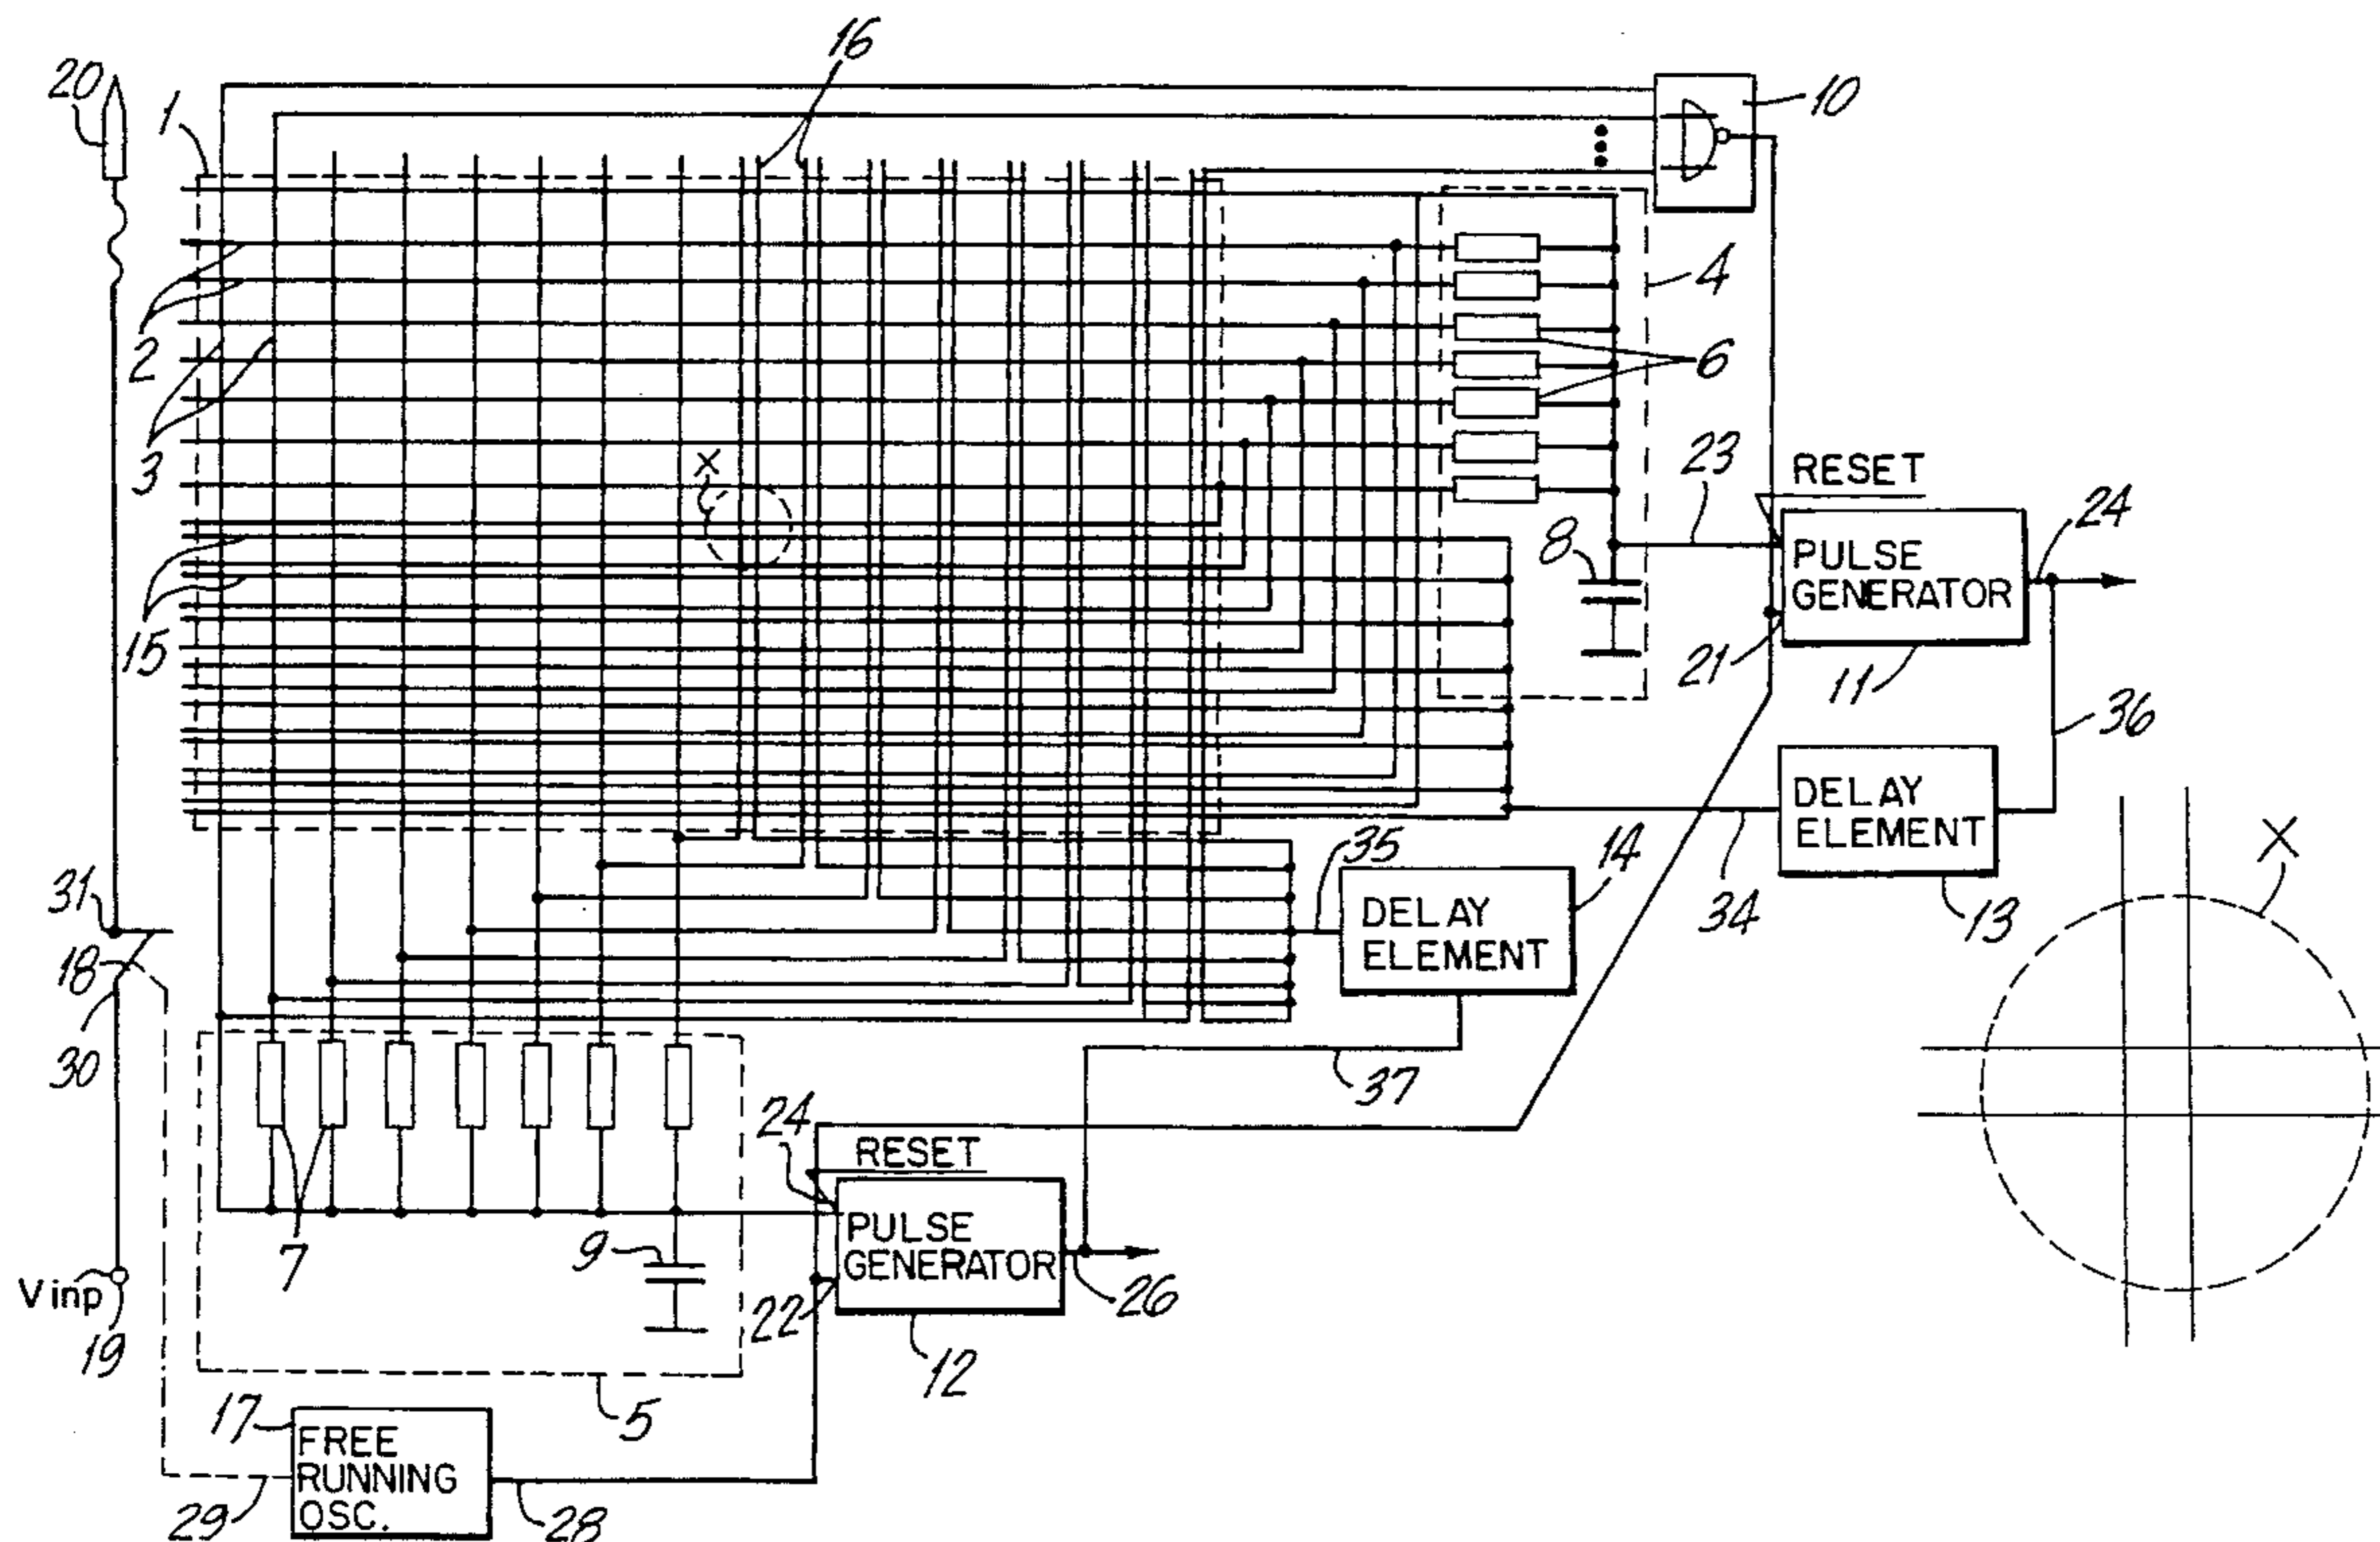 16
20
1
10
4
2
6
X
3
23
RESET
24
8
PULSE
GENERATOR
15
21
11
36
DELAY
ELEMENT
X
31
35
14
34
13
DELAY
ELEMENT
18
30
37
24
RESET
7
9
PULSE
GENERATOR
V inp
22
26
19
12
17
5
FREE
RUNNING
OSC.
29
28